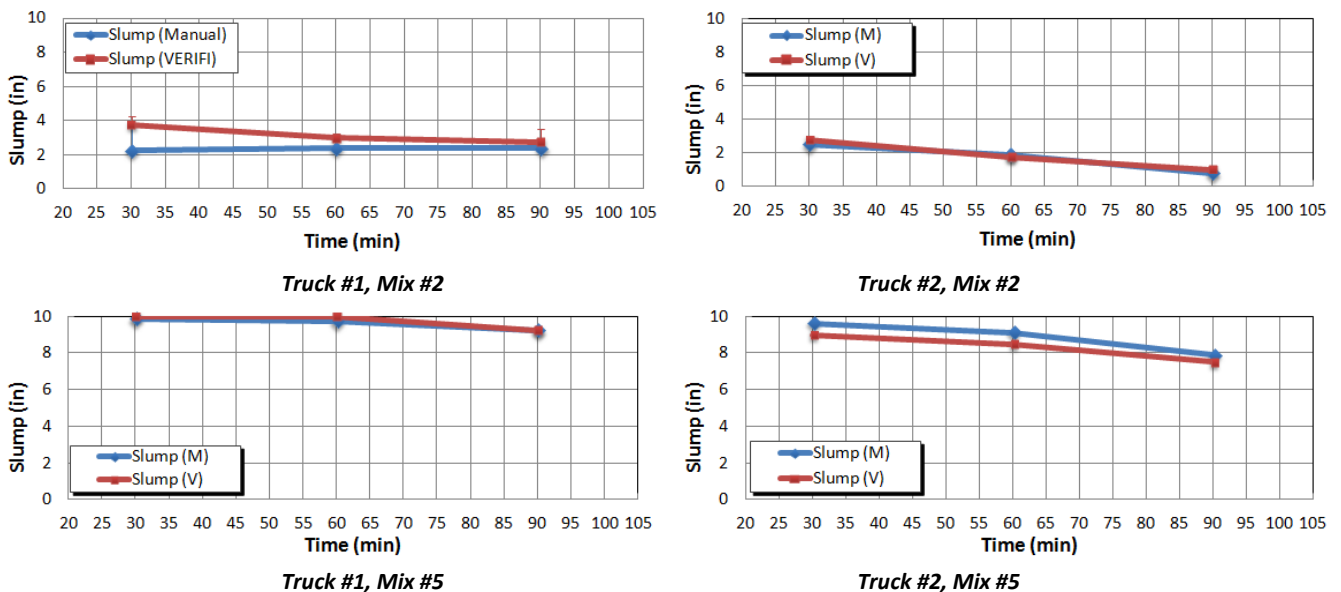 10
8
6
4
2
0
Slump (in)
Slump (Manual)
Slump (VERIFI)
20 25 30 35 40 45 50 55 60 65 70 75 80 85 90 95 100 105
Time (min)
Truck #1, Mix #2
10
8
6
4
2
0
Slump (in)
Slump (M)
Slump (V)
20 25 30 35 40 45 50 55 60 65 70 75 80 85 90 95 100 105
Time (min)
Truck #2, Mix #2
10
8
6
4
2
0
Slump (in)
Slump (M)
Slump (V)
20 25 30 35 40 45 50 55 60 65 70 75 80 85 90 95 100 105
Time (min)
Truck #1, Mix #5
10
8
6
4
2
0
Slump (in)
Slump (M)
Slump (V)
20 25 30 35 40 45 50 55 60 65 70 75 80 85 90 95 100 105
Time (min)
Truck #2, Mix #5